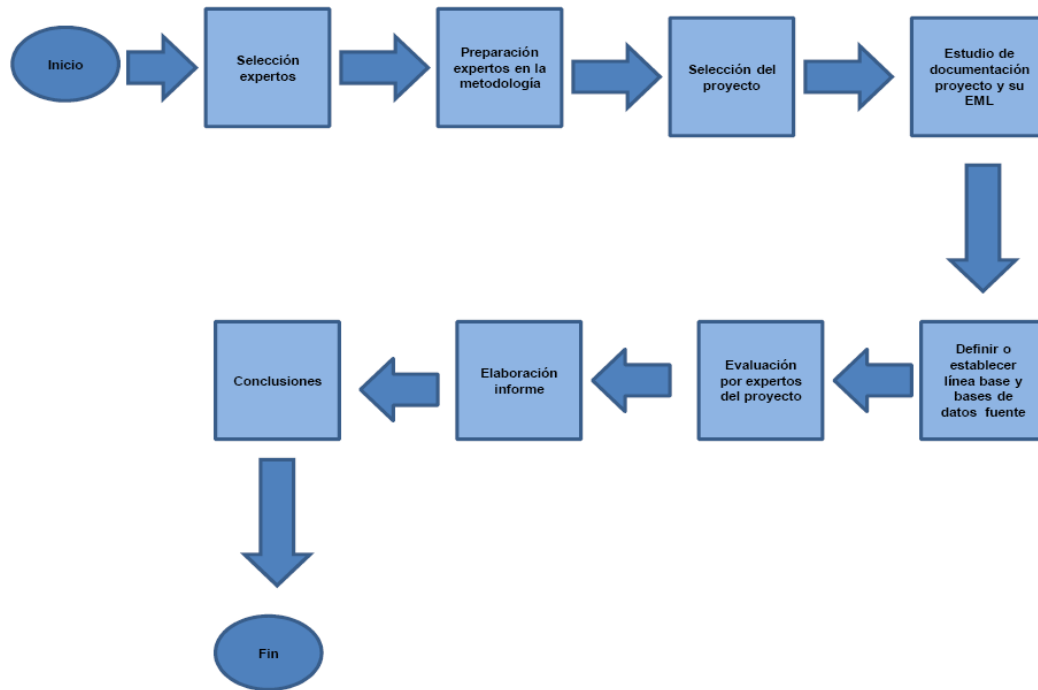 Inicio
Selección
expertos
Preparación
expertos en la
metodología
Selección del
proyecto
Estudio de
documentación
proyecto y su
EML
Definir o
establecer
línea base y
bases de
datos fuente
Evaluación
por expertos
del proyecto
Elaboración
informe
Conclusiones
Fin